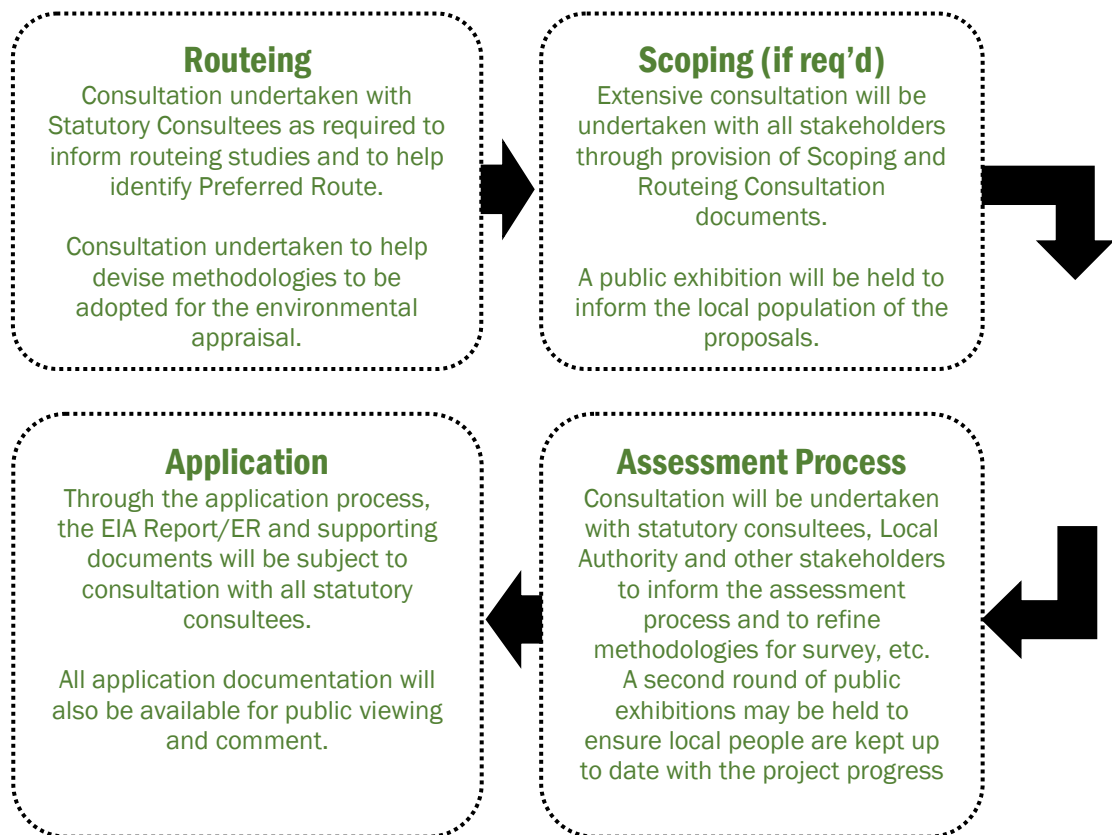 Routeing
Consultation undertaken with
Statutory Consultees as required to
inform routeing studies and to help
identify Preferred Route.
Consultation undertaken to help
devise methodologies to be
adopted for the environmental
appraisal.
Scoping (if req’d)
Extensive consultation will be
undertaken with all stakeholders
through provision of Scoping and
Routeing Consultation
documents.
A public exhibition will be held to
inform the local population of the
proposals.
Assessment Process
Consultation will be undertaken
with statutory consultees, Local
Authority and other stakeholders
to inform the assessment
process and to refine
methodologies for survey, etc.
A second round of public
exhibitions may be held to
ensure local people are kept up
to date with the project progress
Application
Through the application process,
the EIA Report/ER and supporting
documents will be subject to
consultation with all statutory
consultees.
All application documentation will
also be available for public viewing
and comment.